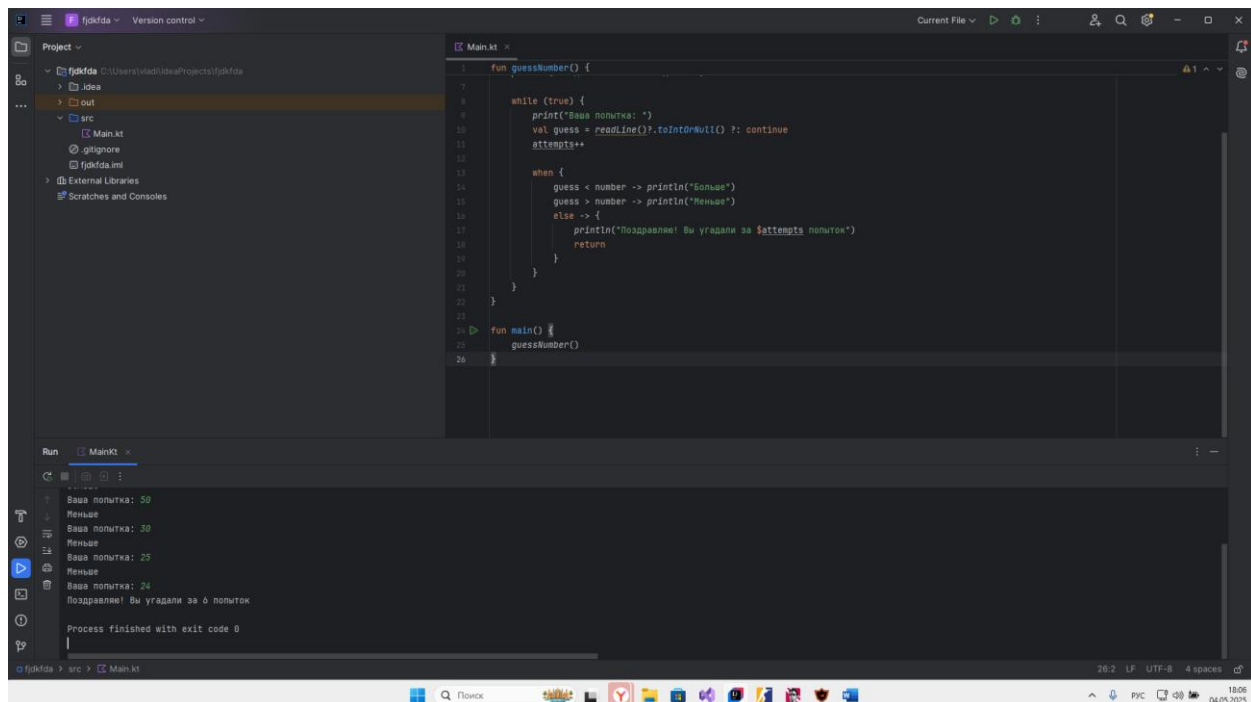 F fjdkfda Version control Current File
Project
Main.kt
fjdkfda C:\Users\vladi\IdeaProjects\fjdkfda
.idea
out
src
Main.kt
.gitignore
fjdkfda.iml
External Libraries
Scratches and Consoles
1 fun guessNumber() {
1
7
8 while (true) {
9 print("Ваша попытка: ")
10 val guess = readLine()?.toIntOrNull() ?: continue
11 attempts++
12
13 when {
14 guess < number -> println("Больше")
15 guess > number -> println("Меньше")
16 else -> {
17 println("Поздравляю! Вы угадали за $attempts попыток")
18 return
19 }
20 }
21 }
22 }
23
24 fun main() {
25 guessNumber()
26 }
Run MainKt
Ваша попытка: 50
Меньше
Ваша попытка: 30
Меньше
Ваша попытка: 25
Меньше
Ваша попытка: 24
Поздравляю! Вы угадали за 6 попыток
Process finished with exit code 0
fjdkfda > src > Main.kt 26:2 LF UTF-8 4 spaces
Поиск РУС 18:06
04.05.2025